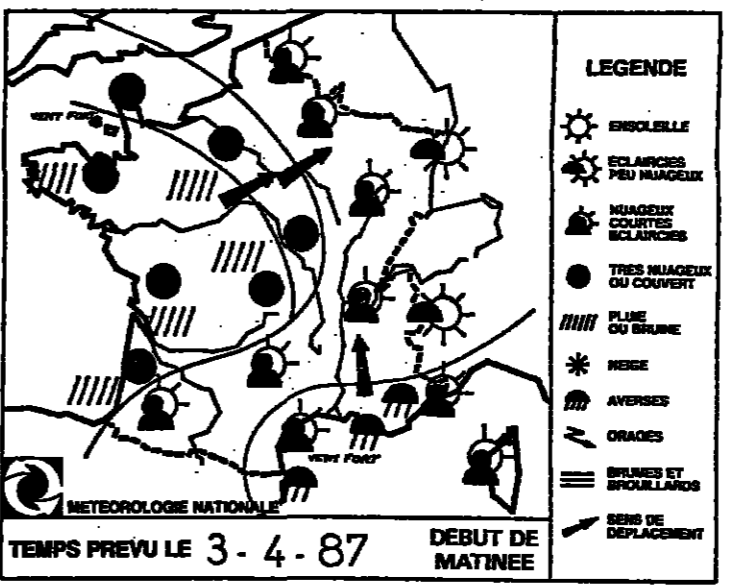 VENT FORT
VENT FORT
METEOROLOGIE NATIONALE
LEGENDE
ENSOLEILLE
ECLAIRCIES
PEU NUAGEUX
NUAGEUX
COURTES
ECLAIRCIES
TRES NUAGEUX
OU COUVERT
PLUIE
OU BRUINE
NEIGE
AVERSES
ORAGES
BRUMES ET
BROUILLARDS
SENS DE
DEPLACEMENT
TEMPS PREVU LE 3-4-87 DEBUT DE
MATINEE